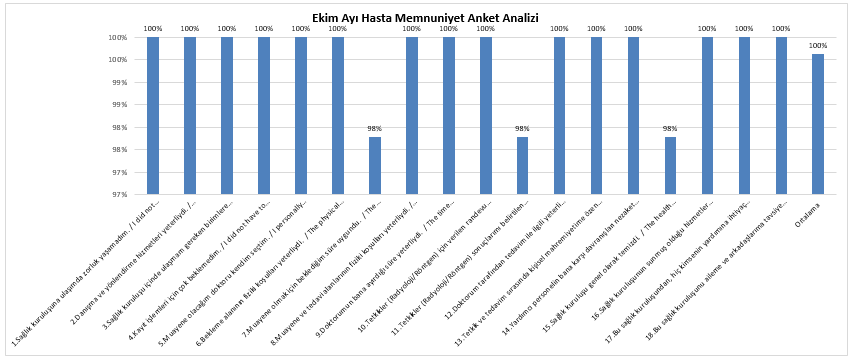 Ekim Ayı Hasta Memnuniyet Anket Analizi
100% 100% 100% 100% 100% 100% 98% 100% 100% 100% 98% 100% 100% 100% 98% 100% 100% 100% 100%
100%
100%
99%
99%
98%
98%
97%
97%
1.Sağlık kuruluşuna ulaşımda zorluk yaşamadım. / I did not…
2.Danışma ve yönlendirme hizmetleri yeterliydi. /…
3.Sağlık kuruluşu içinde ulaşmam gereken birimlere…
4.Kayıt işlemleri için çok beklemedim. / I did not have to…
5.Muayene olacağım doktoru kendim seçtim. / I personally…
6.Bekleme alanının fiziki koşulları yeterliydi. / The physical…
7.Muayene olmak için beklediğim süre uygundu. / The…
8.Muayene ve tedavi alanlarının fiziki koşulları yeterliydi. /…
9.Doktorumun bana ayırdığı süre yeterliydi. / The time…
10.Tetkikler (Radyoloji/Röntgen) için verilen randevu…
11.Tetkikler (Radyoloji/Röntgen) sonuçlarımı belirtilen…
12.Doktorum tarafından tedavim ile ilgili yeterli…
13.Tetkik ve tedavim sırasında kişisel mahremiyetime özen…
14.Yardımcı personelin bana karşı davranışları nezaket…
15.Sağlık kuruluşu genel olarak temizdi. / The health…
16.Sağlık kuruluşunun sunmuş olduğu hizmetler…
17.Bu sağlık kuruluşundan, hiç kimsenin yardımına ihtiyaç…
18.Bu sağlık kuruluşunu aileme ve arkadaşlarıma tavsiye…
Ortalama